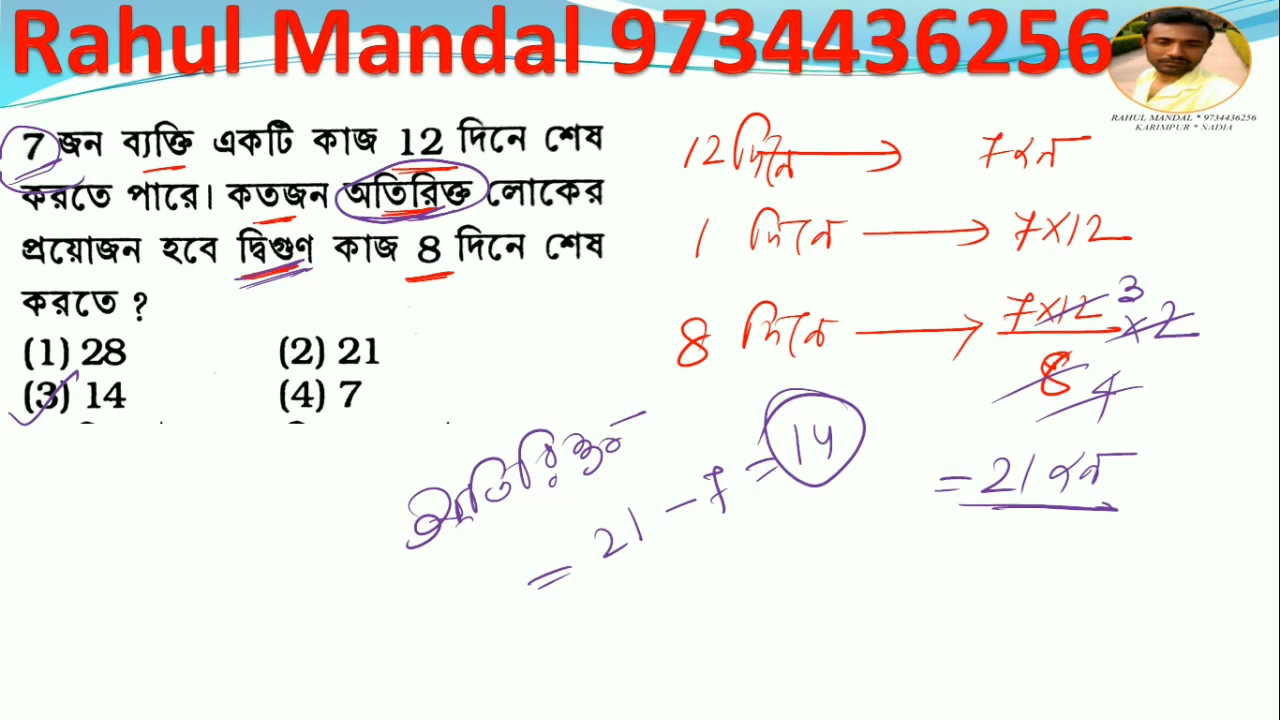 Rahul Mandal 9734436256
RAHUL MANDAL * 9734436256
KARIMPUR * NADIA
7 জন ব্যক্তি একটি কাজ 12 দিনে শেষ
করতে পারে। কতজন অতিরিক্ত লোকের
প্রয়োজন হবে দ্বিগুণ কাজ 8 দিনে শেষ
করতে ?
(1) 28 (2) 21
(3) 14 (4) 7
12 দিনে → 7 জন
1 দিনে → 7×12
8 দিনে → 7×12 3 ×2
8 4
= 21 জন
অতিরিক্ত
= 21 - 7 = 14